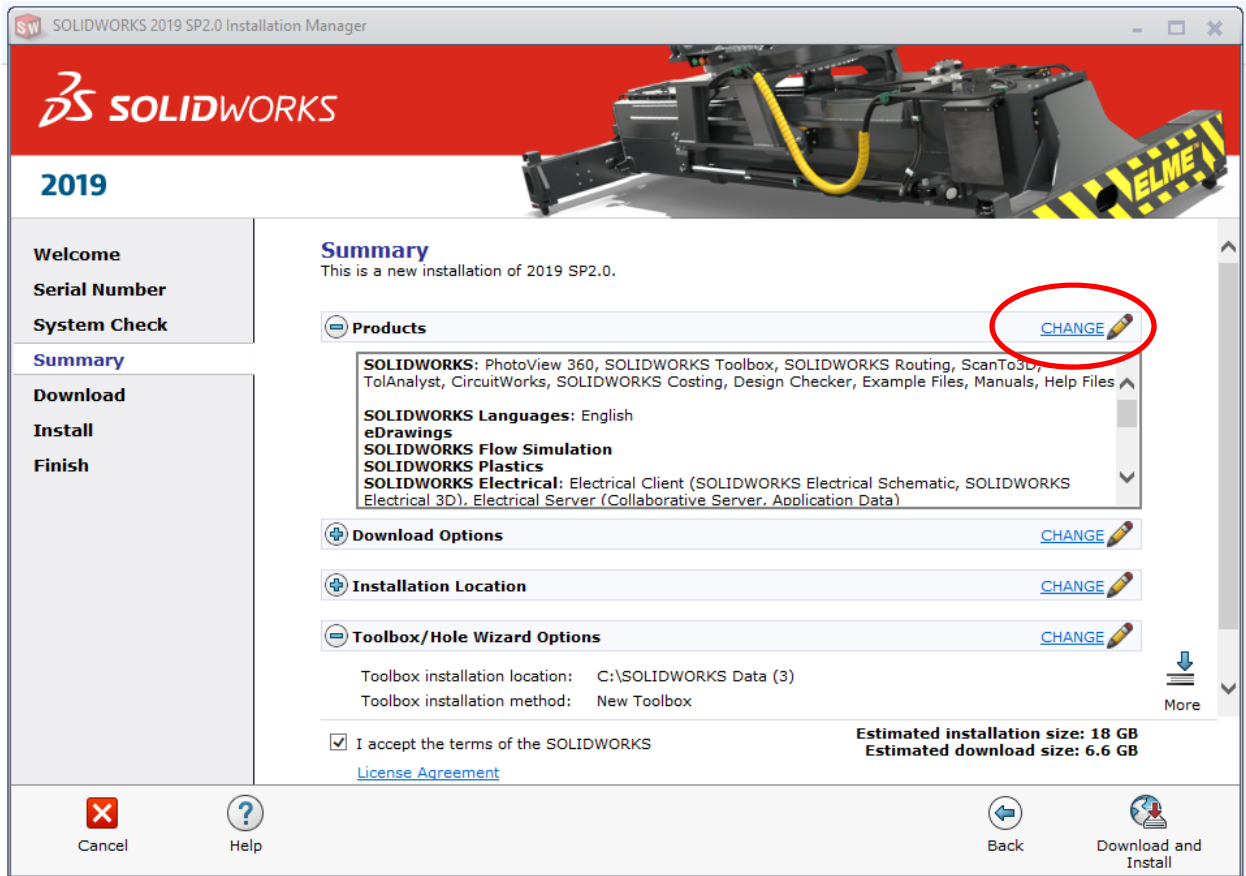 SOLIDWORKS 2019 SP2.0 Installation Manager
SOLIDWORKS
ELME
2019
Welcome
Serial Number
System Check
Summary
Download
Install
Finish
Summary
This is a new installation of 2019 SP2.0.
Products
CHANGE
SOLIDWORKS: PhotoView 360, SOLIDWORKS Toolbox, SOLIDWORKS Routing, ScanTo3D,
TolAnalyst, CircuitWorks, SOLIDWORKS Costing, Design Checker, Example Files, Manuals, Help Files
SOLIDWORKS Languages: English
eDrawings
SOLIDWORKS Flow Simulation
SOLIDWORKS Plastics
SOLIDWORKS Electrical: Electrical Client (SOLIDWORKS Electrical Schematic, SOLIDWORKS
Electrical 3D), Electrical Server (Collaborative Server, Application Data)
Download Options
CHANGE
Installation Location
CHANGE
Toolbox/Hole Wizard Options
CHANGE
Toolbox installation location: C:\SOLIDWORKS Data (3)
Toolbox installation method: New Toolbox
More
I accept the terms of the SOLIDWORKS
License Agreement
Estimated installation size: 18 GB
Estimated download size: 6.6 GB
Cancel
Help
Back
Download and
Install